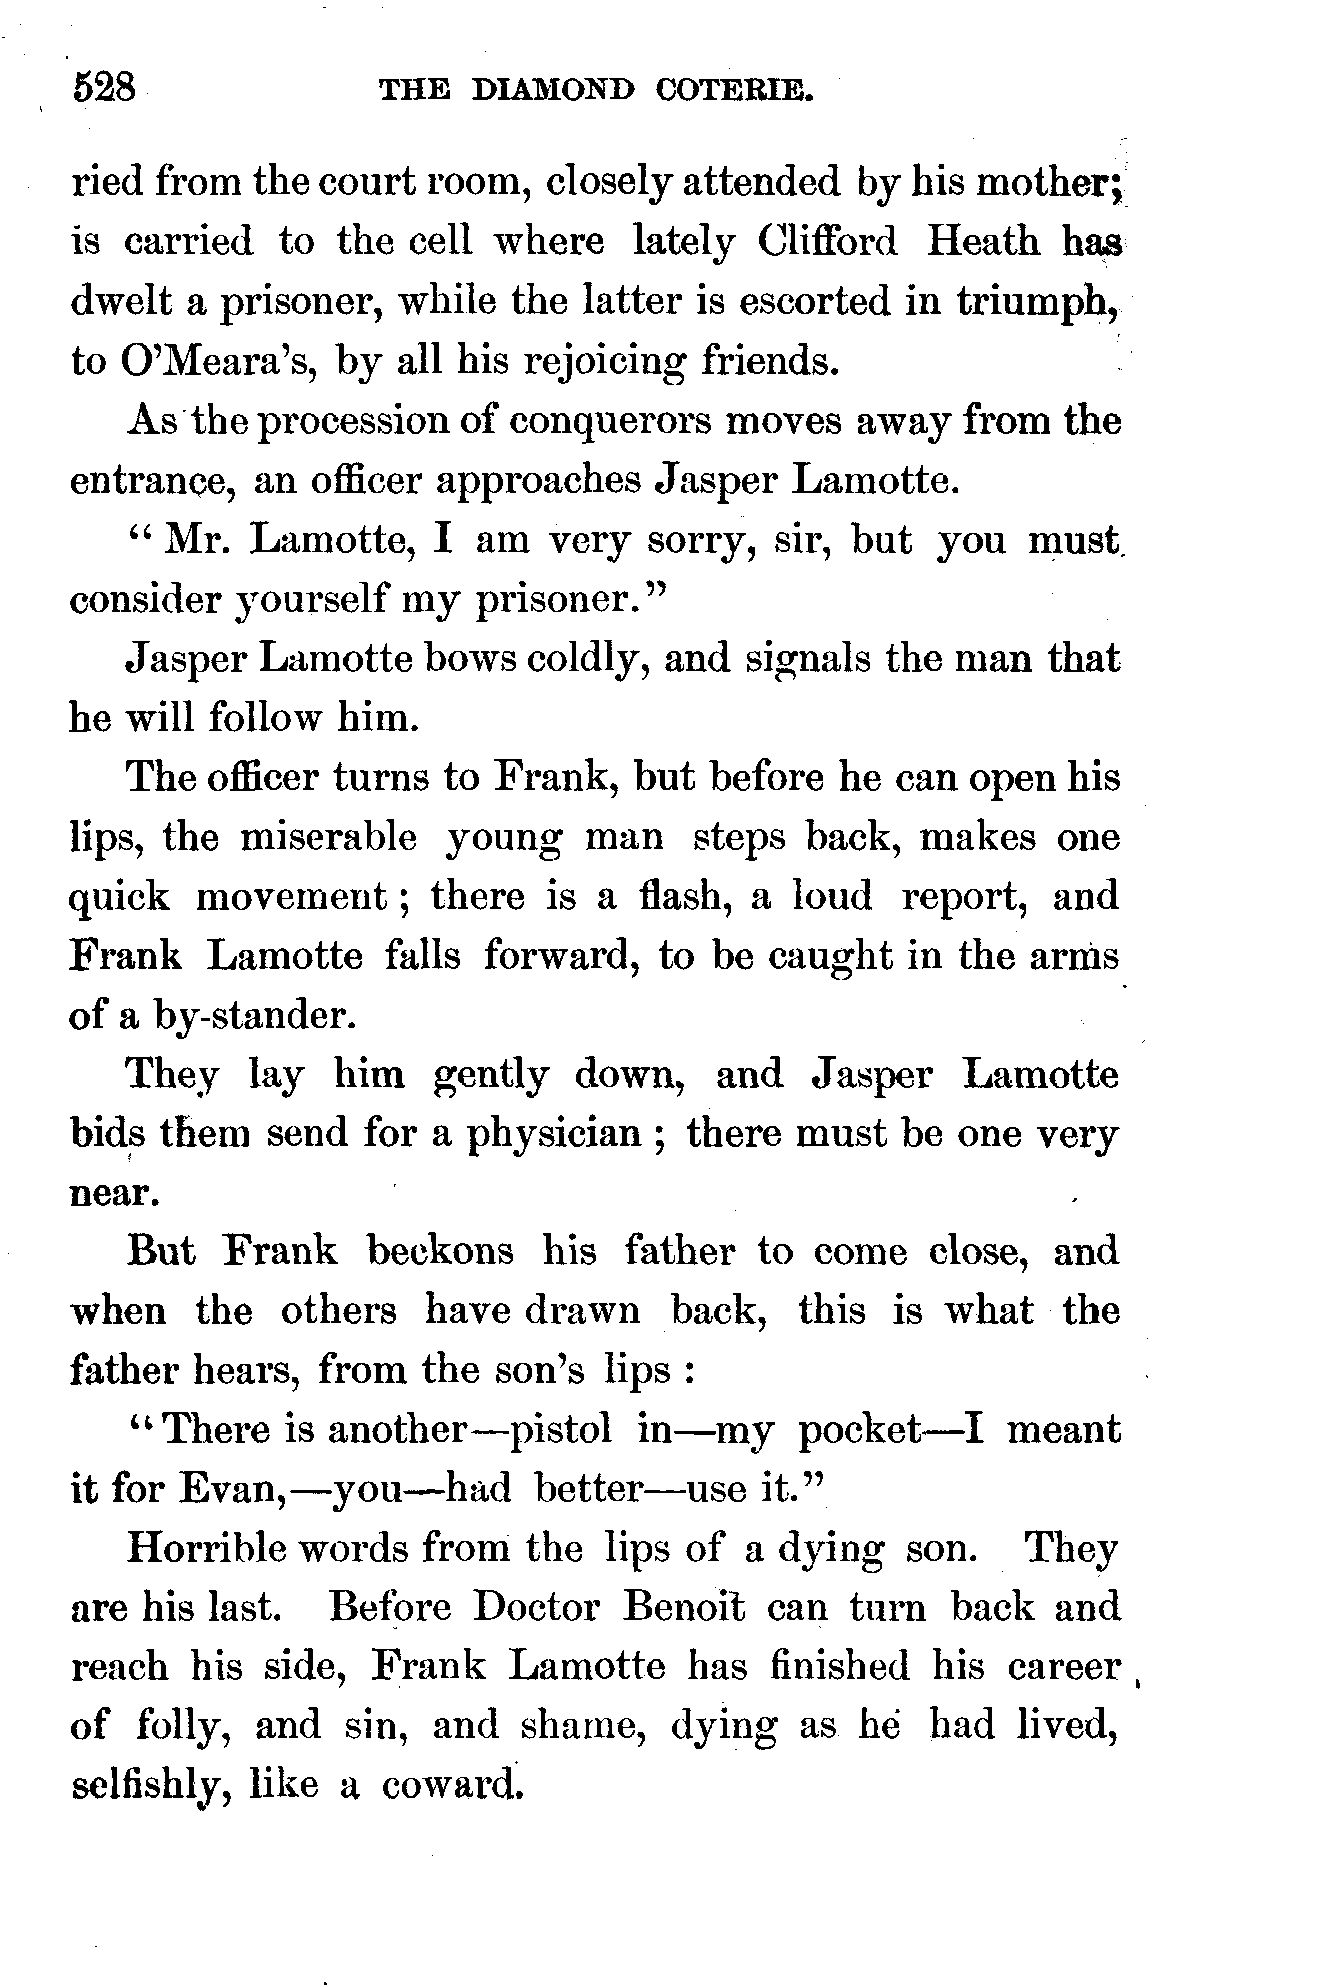 528 THE DIAMOND COTERIE.
ried from the court room, closely attended by his mother;
is carried to the cell where lately Clifford Heath has
dwelt a prisoner, while the latter is escorted in triumph,
to O'Meara's, by all his rejoicing friends.
As the procession of conquerors moves away from the
entrance, an officer approaches Jasper Lamotte.
“ Mr. Lamotte, I am very sorry, sir, but you must
consider yourself my prisoner.”
Jasper Lamotte bows coldly, and signals the man that
he will follow him.
The officer turns to Frank, but before he can open his
lips, the miserable young man steps back, makes one
quick movement ; there is a flash, a loud report, and
Frank Lamotte falls forward, to be caught in the arms
of a by-stander.
They lay him gently down, and Jasper Lamotte
bids them send for a physician ; there must be one very
near.
But Frank beckons his father to come close, and
when the others have drawn back, this is what the
father hears, from the son's lips :
“ There is another—pistol in—my pocket—I meant
it for Evan,—you—had better—use it.”
Horrible words from the lips of a dying son. They
are his last. Before Doctor Benoit can turn back and
reach his side, Frank Lamotte has finished his career
of folly, and sin, and shame, dying as he had lived,
selfishly, like a coward.